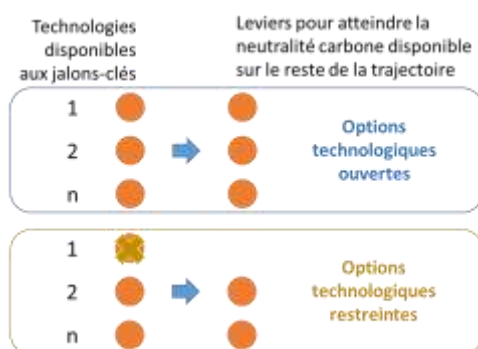 Technologies
disponibles
aux jalons-clés
Leviers pour atteindre la
neutralité carbone disponible
sur le reste de la trajectoire
1
2
n
Options
technologiques
ouvertes
1
2
n
Options
technologiques
restreintes